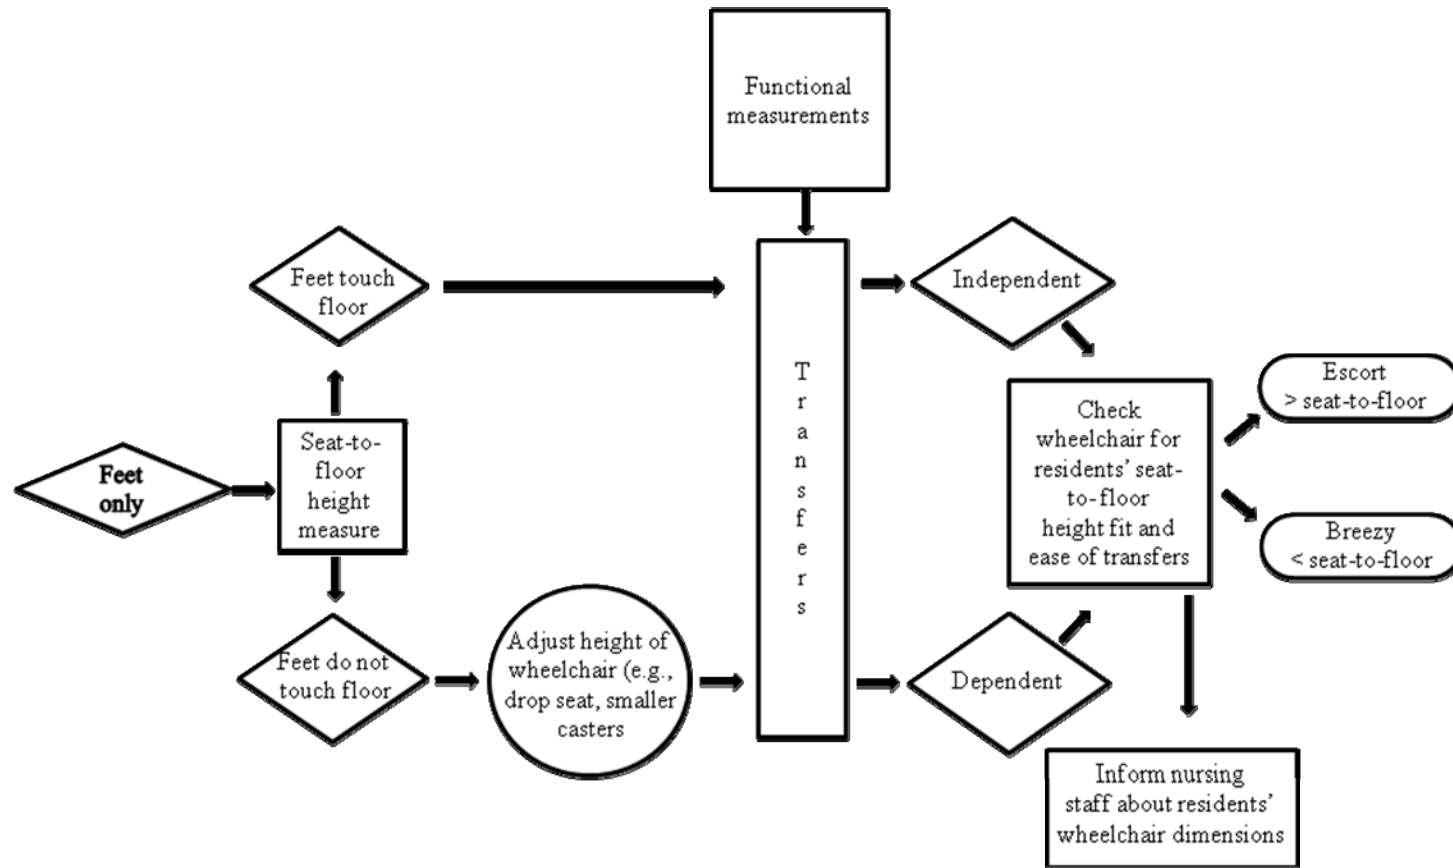 Functional
measurements
Feet touch
floor
Independent
Transfers
Escort
> seat-to-floor
Check
wheelchair for
residents' seat-
to-floor
height fit and
ease of transfers
Seat-to-
floor
height
measure
Feet
only
Breezy
< seat-to-floor
Feet do not
touch floor
Adjust height of
wheelchair (e.g.,
drop seat, smaller
casters
Dependent
Inform nursing
staff about residents'
wheelchair dimensions